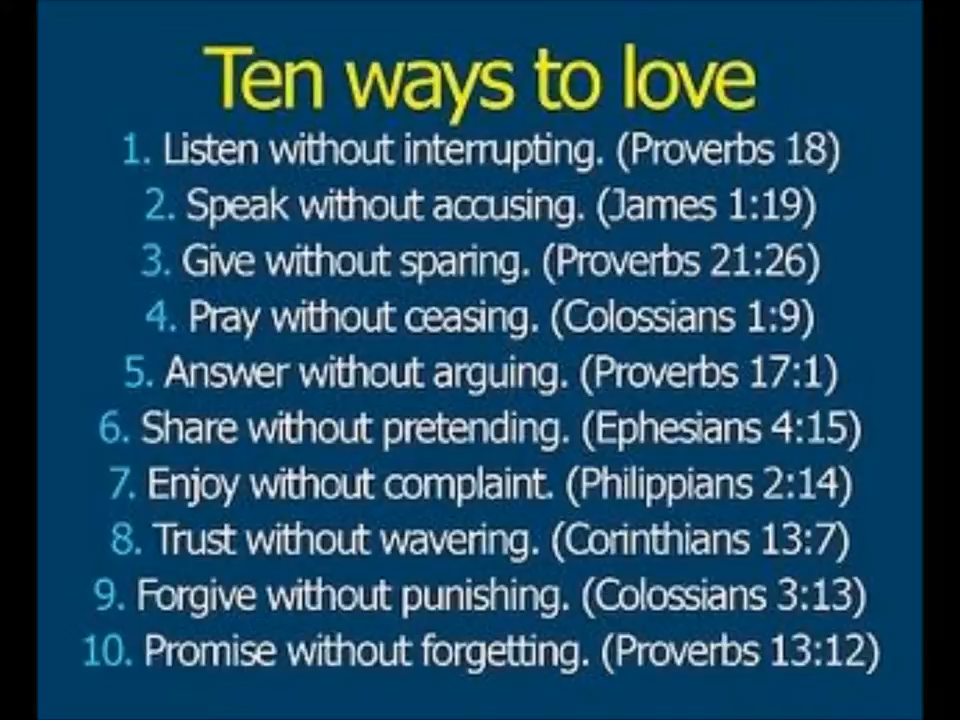 Ten ways to love
1. Listen without interrupting. (Proverbs 18)
2. Speak without accusing. (James 1:19)
3. Give without sparing. (Proverbs 21:26)
4. Pray without ceasing. (Colossians 1:9)
5. Answer without arguing. (Proverbs 17:1)
6. Share without pretending. (Ephesians 4:15)
7. Enjoy without complaint. (Philippians 2:14)
8. Trust without wavering. (Corinthians 13:7)
9. Forgive without punishing. (Colossians 3:13)
10. Promise without forgetting. (Proverbs 13:12)